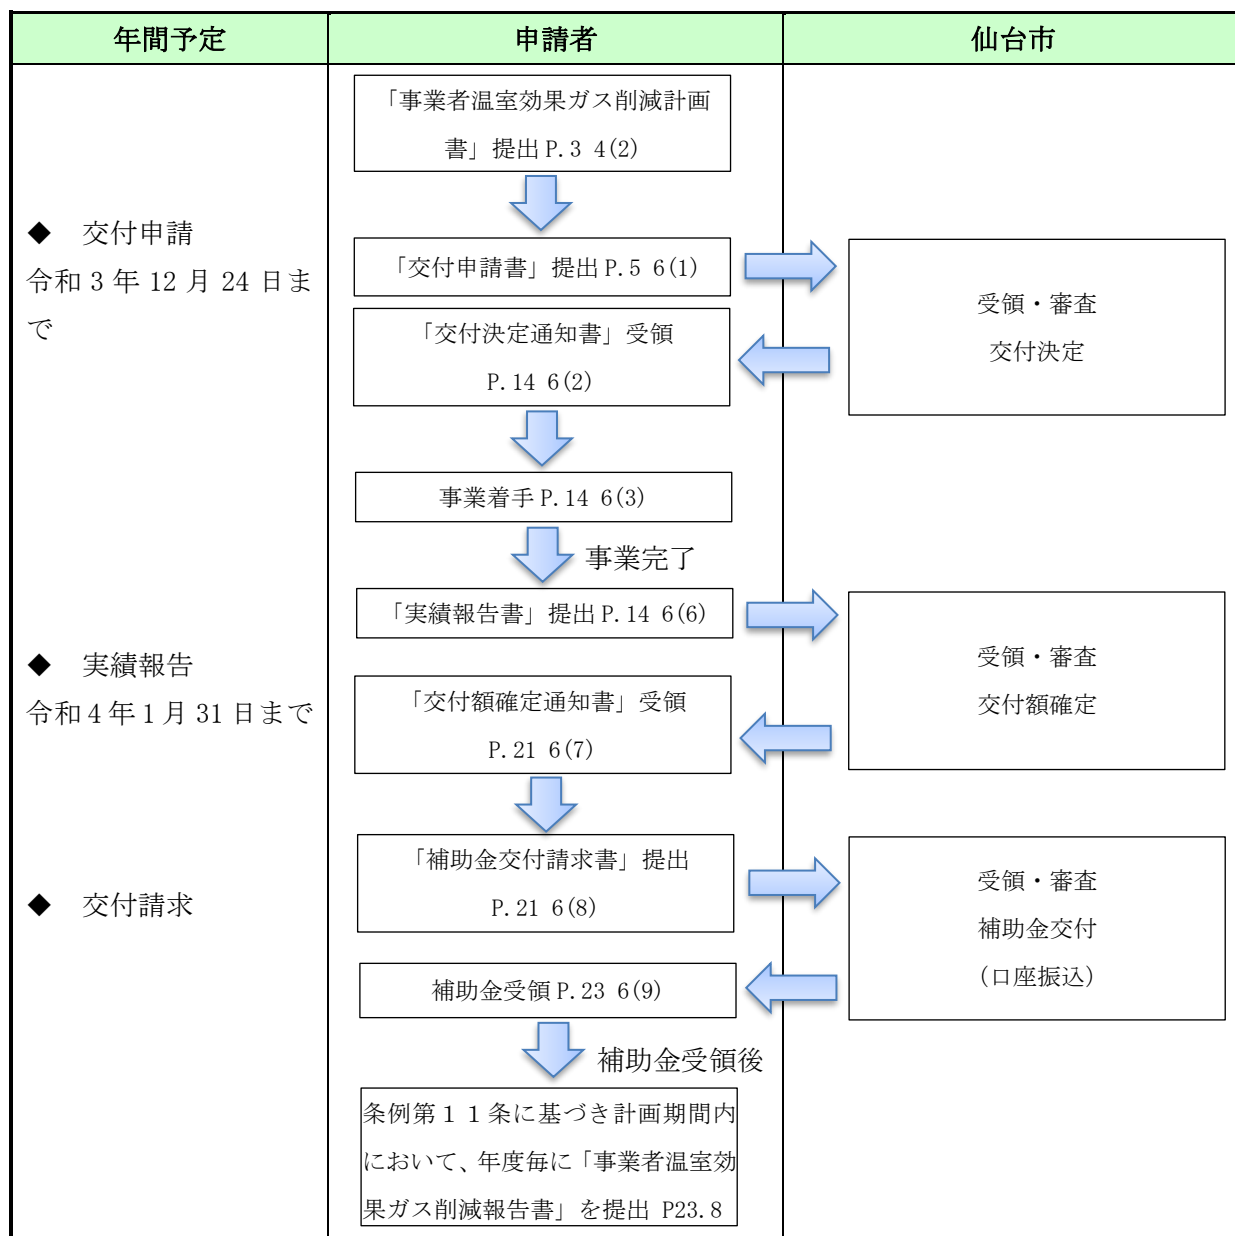 年間予定
申請者
仙台市
「事業者温室効果ガス削減計画
書」提出 P.3 4(2)
◆ 交付申請
令和 3 年 12 月 24 日ま
で
「交付申請書」提出 P.5 6(1)
受領・審査
交付決定
「交付決定通知書」受領
P.14 6(2)
事業着手 P.14 6(3)
事業完了
「実績報告書」提出 P.14 6(6)
◆ 実績報告
令和 4 年 1 月 31 日まで
受領・審査
交付額確定
「交付額確定通知書」受領
P.21 6(7)
◆ 交付請求
「補助金交付請求書」提出
P.21 6(8)
受領・審査
補助金交付
（口座振込）
補助金受領 P.23 6(9)
補助金受領後
条例第１１条に基づき計画期間内
において、年度毎に「事業者温室効
果ガス削減報告書」を提出 P23.8